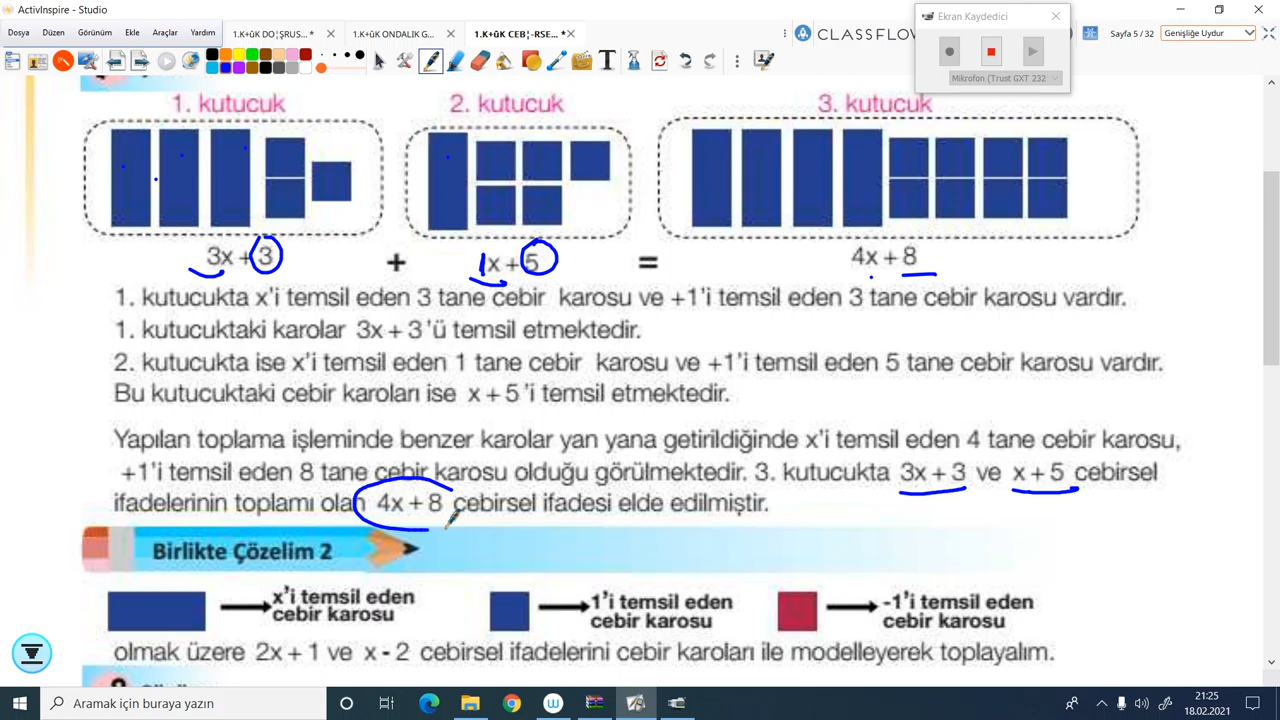 ActivInspire - Studio
Dosya Düzen Görünüm Ekle Araçlar Yardım
1.K+ûK DO¦ŞRUS... * 1.K+ûK ONDALIK G... 1.K+ûK CEB¦-RSE...*
CLASSFLOW
Sayfa 5 / 32 Genişliğe Uydur
Ekran Kaydedici
Mikrofon (Trust GXT 232
1. kutucuk 2. kutucuk 3. kutucuk
3x + 3 + 1x + 5 = 4x + 8
1. kutucukta x'i temsil eden 3 tane cebir karosu ve +1'i temsil eden 3 tane cebir karosu vardır.
1. kutucuktaki karolar 3x + 3'ü temsil etmektedir.
2. kutucukta ise x'i temsil eden 1 tane cebir karosu ve +1'i temsil eden 5 tane cebir karosu vardır.
Bu kutucuktaki cebir karoları ise x + 5'i temsil etmektedir.
Yapılan toplama işleminde benzer karolar yan yana getirildiğinde x'i temsil eden 4 tane cebir karosu,
+1'i temsil eden 8 tane cebir karosu olduğu görülmektedir. 3. kutucukta 3x + 3 ve x + 5 cebirsel
ifadelerinin toplamı olan 4x + 8 cebirsel ifadesi elde edilmiştir.
Birlikte Çözelim 2
x'i temsil eden cebir karosu
1'i temsil eden cebir karosu
-1'i temsil eden cebir karosu
olmak üzere 2x + 1 ve x - 2 cebirsel ifadelerini cebir karoları ile modelleyerek toplayalım.
Aramak için buraya yazın
21:25
18.02.2021